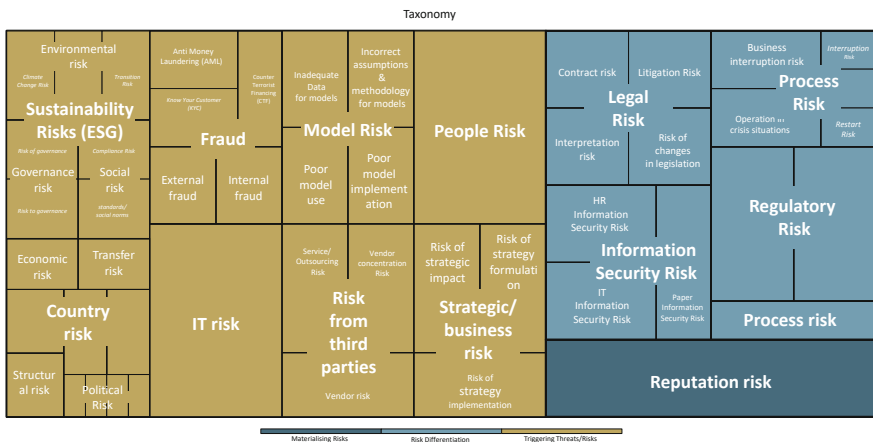 Taxonomy
Environmental
risk
Climate
Change Risk
Transition
Risk
Sustainability
Risks (ESG)
Risk of governance
Compliance Risk
Governance
risk
Social
risk
Risk to governance
standards/
social norms
Economic
risk
Transfer
risk
Country
risk
Structur
al risk
Political
Risk
Anti Money
Laundering (AML)
Know Your Customer
(KYC)
Counter
Terrorist
Financing
(CTF)
Fraud
External
fraud
Internal
fraud
IT risk
Inadequate
Data
for models
Incorrect
assumptions
&
methodology
for models
Model Risk
Poor
model
use
Poor
model
implement
ation
Service/
Outsourcing
Risk
Vendor
concentration
Risk
Risk
from
third
parties
Vendor risk
People Risk
Risk of
strategic
impact
Risk of
strategy
formulati
on
Strategic/
business
risk
Risk of
strategy
implementation
Contract risk
Litigation Risk
Legal
Risk
Interpretation
risk
Risk of
changes
in legislation
HR
Information
Security Risk
Information
Security Risk
IT
Information
Security Risk
Paper
Information
Security Risk
Business
interruption risk
Interruption
Risk
Process
Risk
Operation in
crisis situations
Restart
Risk
Regulatory
Risk
Process risk
Reputation risk
Materialising Risks
Risk Differentiation
Triggering Threats/Risks